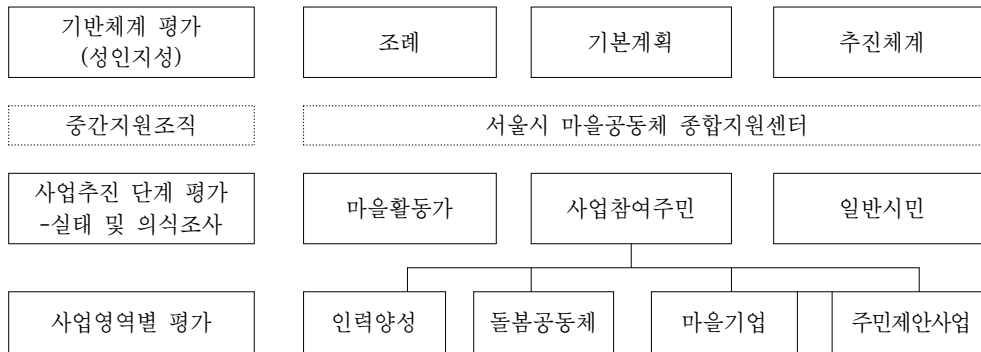 기반체계 평가
(성인지성)
조례
기본계획
추진체계
중간지원조직
서울시 마을공동체 종합지원센터
사업추진 단계 평가
-실태 및 의식조사
마을활동가
사업참여주민
일반시민
사업영역별 평가
인력양성
돌봄공동체
마을기업
주민제안사업